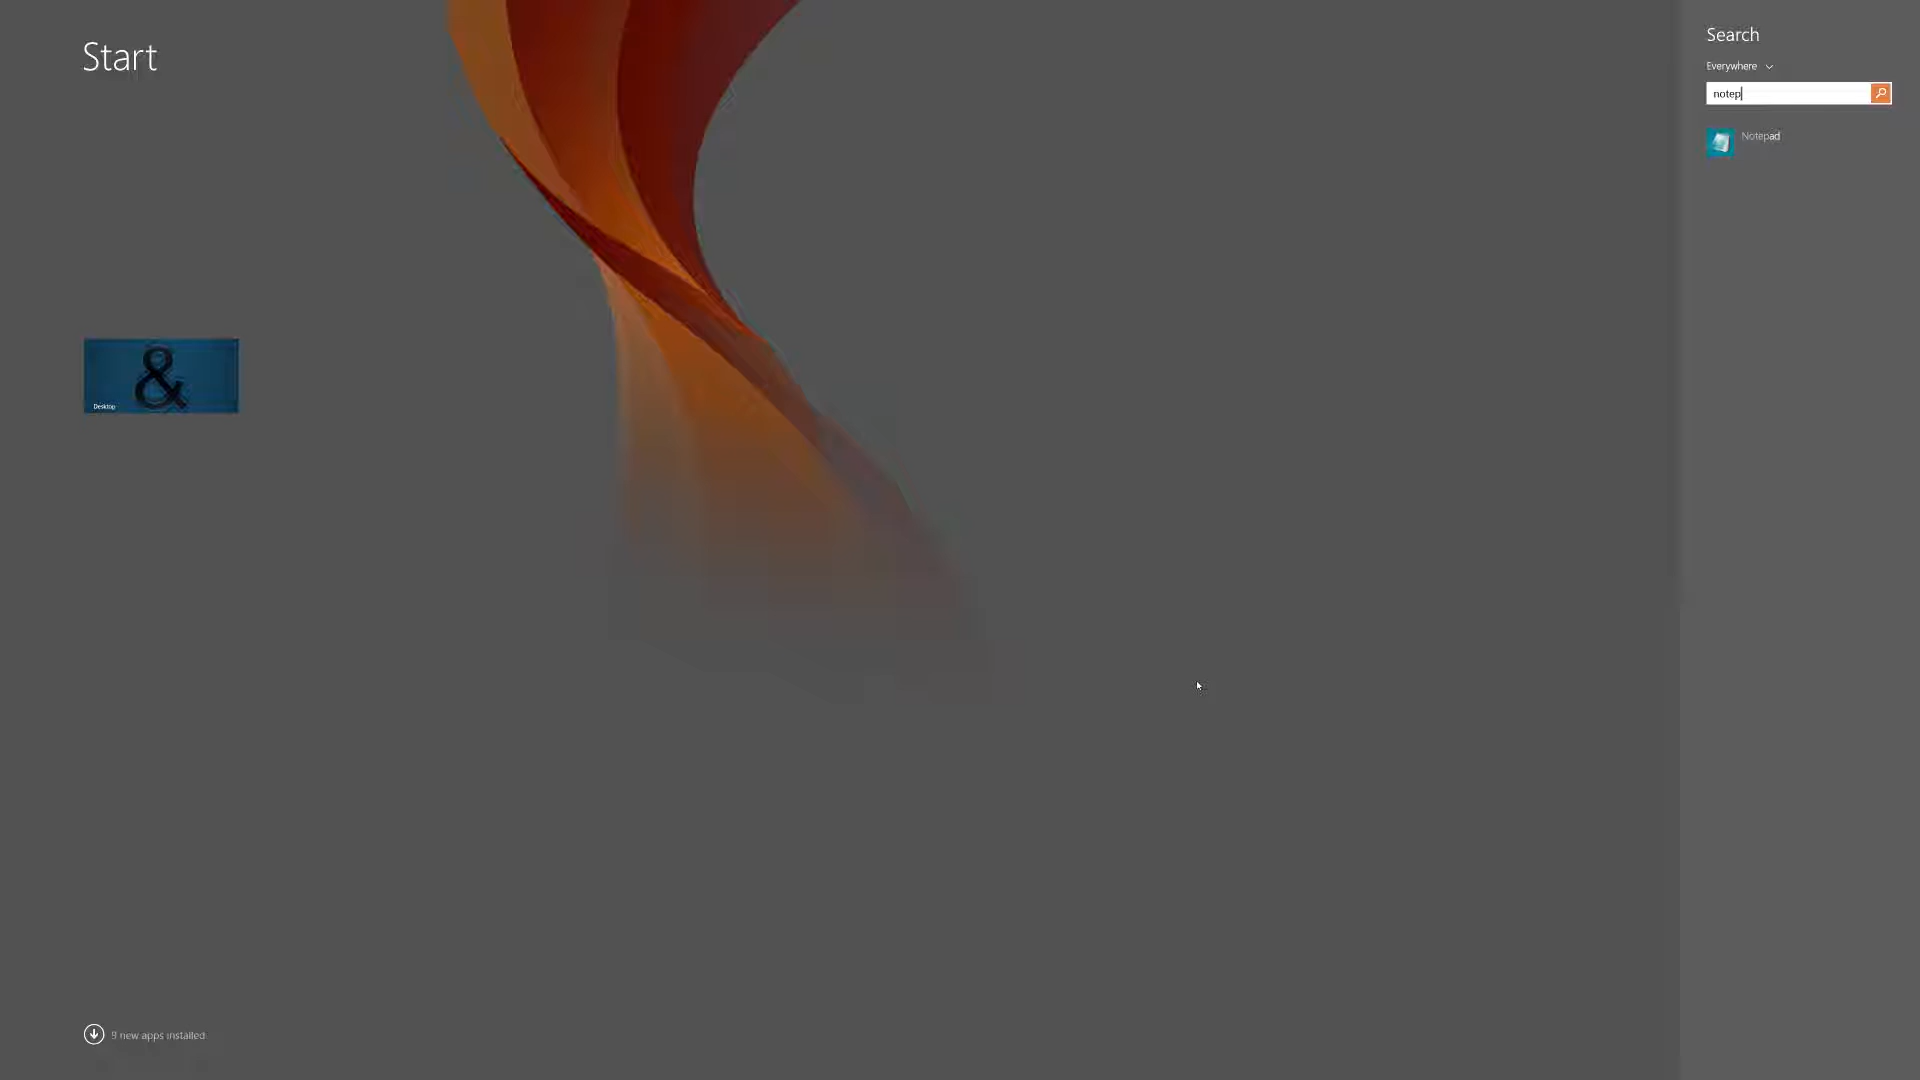 Start
Search
Everywhere
notep
Notepad
&
Desktop
9 new apps installed